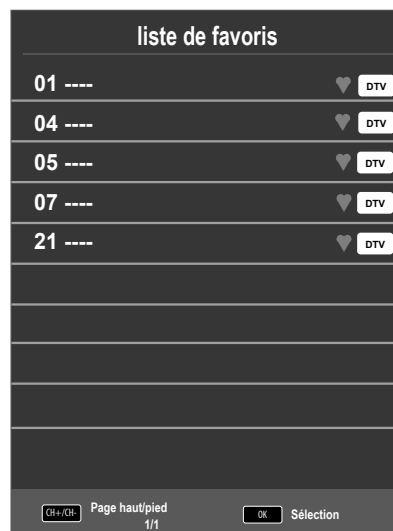 liste de favoris
01 ---- DTV
04 ---- DTV
05 ---- DTV
07 ---- DTV
21 ---- DTV
CH+/CH- Page haut/pied OK Sélection
1/1